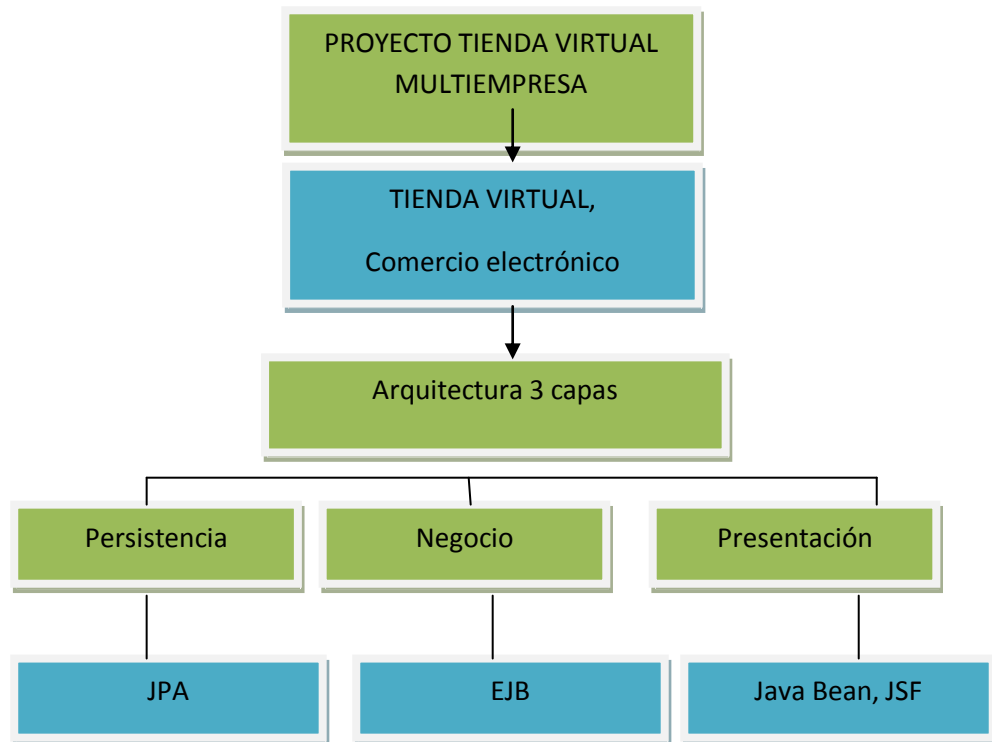 PROYECTO TIENDA VIRTUAL
MULTIEMPRESA
TIENDA VIRTUAL,
Comercio electrónico
Arquitectura 3 capas
Persistencia
Negocio
Presentación
JPA
EJB
Java Bean, JSF